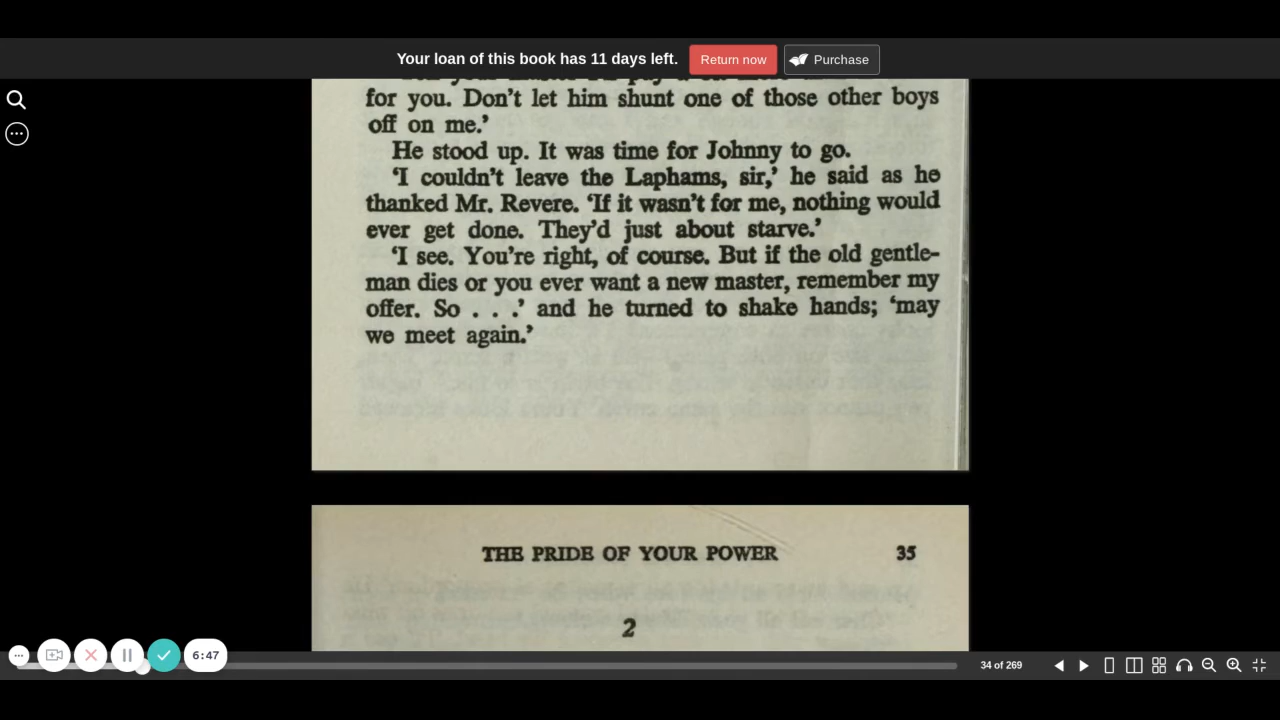 Your loan of this book has 11 days left. Return now Purchase
for you. Don't let him shunt one of those other boys
off on me.'
He stood up. It was time for Johnny to go.
'I couldn't leave the Laphams, sir,' he said as he
thanked Mr. Revere. 'If it wasn't for me, nothing would
ever get done. They'd just about starve.'
'I see. You're right, of course. But if the old gentle-
man dies or you ever want a new master, remember my
offer. So . . .' and he turned to shake hands; 'may
we meet again.'
THE PRIDE OF YOUR POWER 35
2
6:47
34 of 269